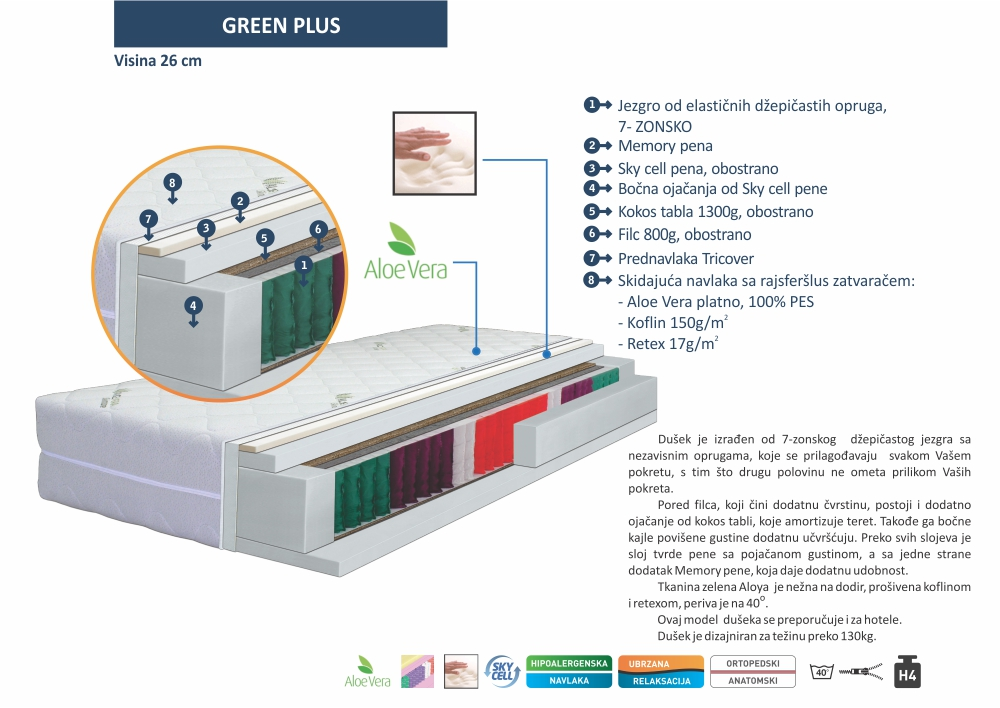 GREEN PLUS
Visina 26 cm
1 Jezgro od elastičnih džepičastih opruga,
7- ZONSKO
2 Memory pena
3 Sky cell pena, obostrano
4 Bočna ojačanja od Sky cell pene
5 Kokos tabla 1300g, obostrano
6 Filc 800g, obostrano
7 Prednavlaka Tricover
8 Skidajuća navlaka sa rajsferšlus zatvaračem:
- Aloe Vera platno, 100% PES
- Koflin 150g/m²
- Retex 17g/m²
8
7
2
3
5
6
1
4
Aloe Vera
Dušek je izrađen od 7-zonskog džepičastog jezgra sa
nezavisnim oprugama, koje se prilagođavaju svakom Vašem
pokretu, s tim što drugu polovinu ne ometa prilikom Vaših
pokreta.
Pored filca, koji čini dodatnu čvrstinu, postoji i dodatno
ojačanje od kokos tabli, koje amortizuje teret. Takođe ga bočne
kajle povišene gustine dodatnu učvršćuju. Preko svih slojeva je
sloj tvrde pene sa pojačanom gustinom, a sa jedne strane
dodatak Memory pene, koja daje dodatnu udobnost.
Tkanina zelena Aloya je nežna na dodir, prošivena koflinom
i retexom, periva je na 40°.
Ovaj model dušeka se preporučuje i za hotele.
Dušek je dizajniran za težinu preko 130kg.
Aloe Vera
SKY
CELL
HIPOALERGENSKA
NAVLAKA
UBRZANA
RELAKSACIJA
ORTOPEDSKI
ANATOMSKI
40°
H4